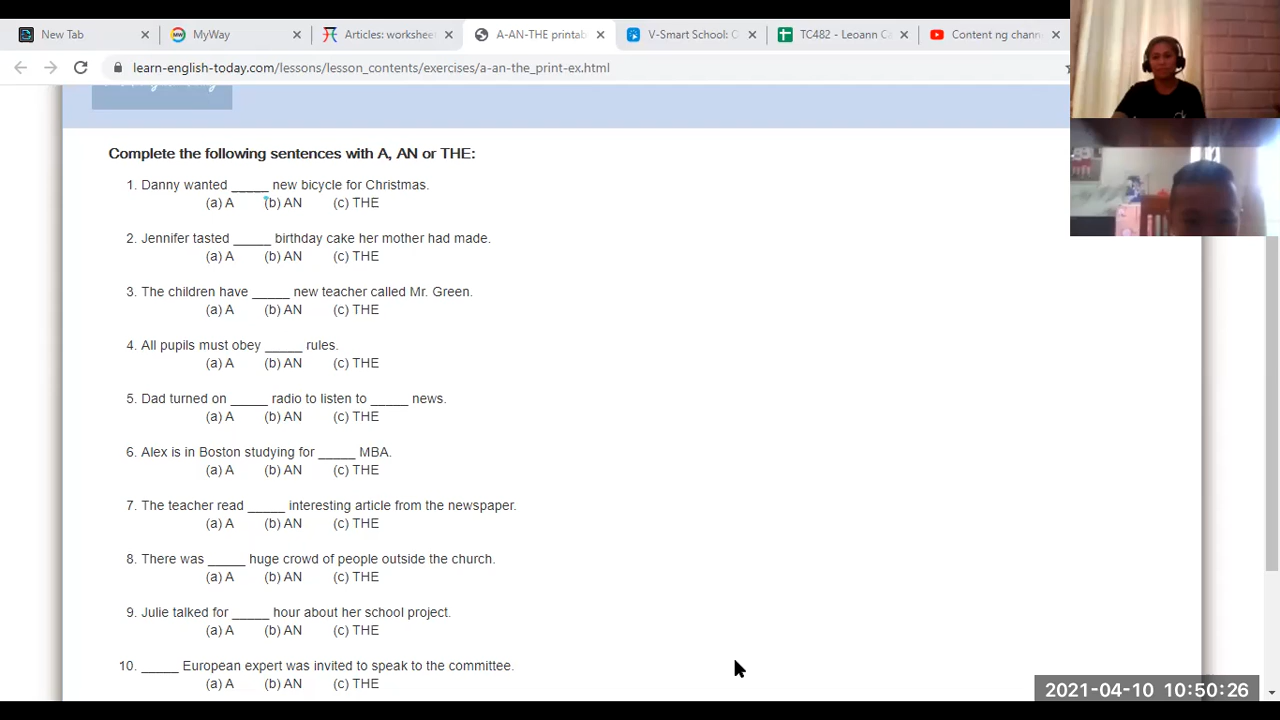 New Tab
MyWay
Articles: workshee
A-AN-THE printab
V-Smart School: C
TC482 - Leoann Ca
Content ng chann
learn-english-today.com/lessons/lesson_contents/exercises/a-an-the_print-ex.html
Complete the following sentences with A, AN or THE:
1. Danny wanted _____ new bicycle for Christmas.
(a) A (b) AN (c) THE
2. Jennifer tasted _____ birthday cake her mother had made.
(a) A (b) AN (c) THE
3. The children have _____ new teacher called Mr. Green.
(a) A (b) AN (c) THE
4. All pupils must obey _____ rules.
(a) A (b) AN (c) THE
5. Dad turned on _____ radio to listen to _____ news.
(a) A (b) AN (c) THE
6. Alex is in Boston studying for _____ MBA.
(a) A (b) AN (c) THE
7. The teacher read _____ interesting article from the newspaper.
(a) A (b) AN (c) THE
8. There was _____ huge crowd of people outside the church.
(a) A (b) AN (c) THE
9. Julie talked for _____ hour about her school project.
(a) A (b) AN (c) THE
10. _____ European expert was invited to speak to the committee.
(a) A (b) AN (c) THE
2021-04-10 10:50:26